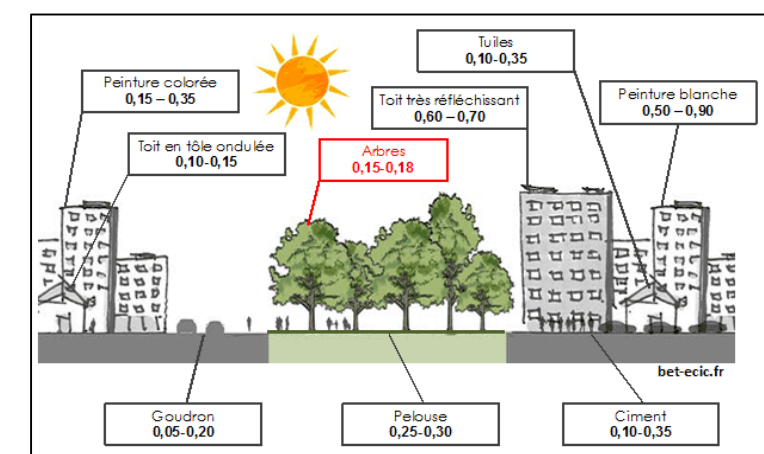 Tuiles
0,10-0,35
Peinture colorée
0,15 – 0,35
Toit très réfléchissant
0,60 – 0,70
Peinture blanche
0,50 – 0,90
Toit en tôle ondulée
0,10-0,15
Arbres
0,15-0,18
bet-ecic.fr
Goudron
0,05-0,20
Pelouse
0,25-0,30
Ciment
0,10-0,35